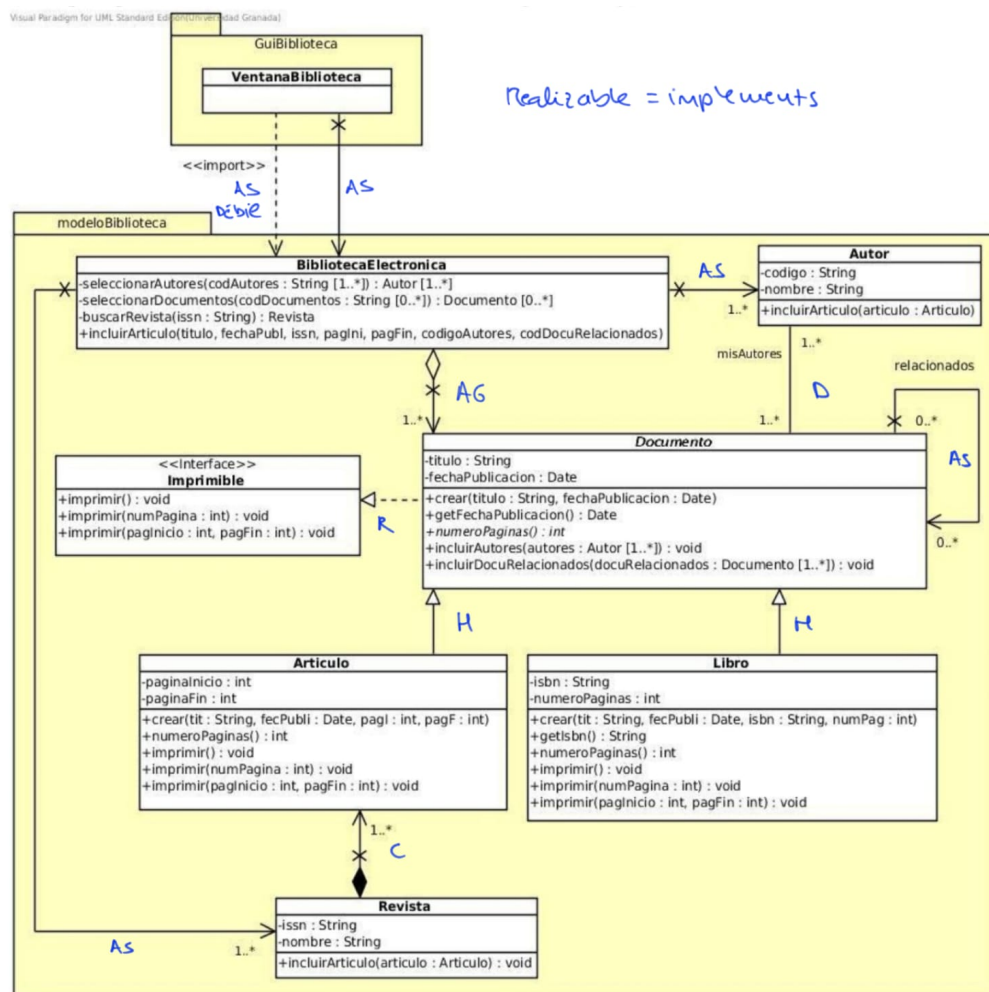 Visual Paradigm for UML Standard Edition(Universidad Granada)
GuiBiblioteca
VentanaBiblioteca
Realizable = implements
<<import>>
AS
DÉBIL
AS
modeloBiblioteca
BibliotecaElectronica
-seleccionarAutores(codAutores : String [1..*]) : Autor [1..*]
-seleccionarDocumentos(codDocumentos : String [0..*]) : Documento [0..*]
-buscarRevista(issn : String) : Revista
+incluirArticulo(titulo, fechaPubl, issn, pagIni, pagFin, codigoAutores, codDocuRelacionados)
AS
1..*
Autor
-codigo : String
-nombre : String
+incluirArticulo(articulo : Articulo)
misAutores
1..*
relacionados
AG
D
1..*
1..*
0..*
AS
0..*
Documento
-titulo : String
-fechaPublicacion : Date
+crear(titulo : String, fechaPublicacion : Date)
+getFechaPublicacion() : Date
+numeroPaginas() : int
+incluirAutores(autores : Autor [1..*]) : void
+incluirDocuRelacionados(docuRelacionados : Documento [1..*]) : void
<<Interface>>
Imprimible
+imprimir() : void
+imprimir(numPagina : int) : void
+imprimir(pagInicio : int, pagFin : int) : void
R
H
H
Articulo
-paginaInicio : int
-paginaFin : int
+crear(tit : String, fecPubli : Date, pagI : int, pagF : int)
+numeroPaginas() : int
+imprimir() : void
+imprimir(numPagina : int) : void
+imprimir(pagInicio : int, pagFin : int) : void
Libro
-isbn : String
-numeroPaginas : int
+crear(tit : String, fecPubli : Date, isbn : String, numPag : int)
+getIsbn() : String
+numeroPaginas() : int
+imprimir() : void
+imprimir(numPagina : int) : void
+imprimir(pagInicio : int, pagFin : int) : void
1..*
C
Revista
-issn : String
-nombre : String
+incluirArticulo(articulo : Articulo) : void
AS
1..*